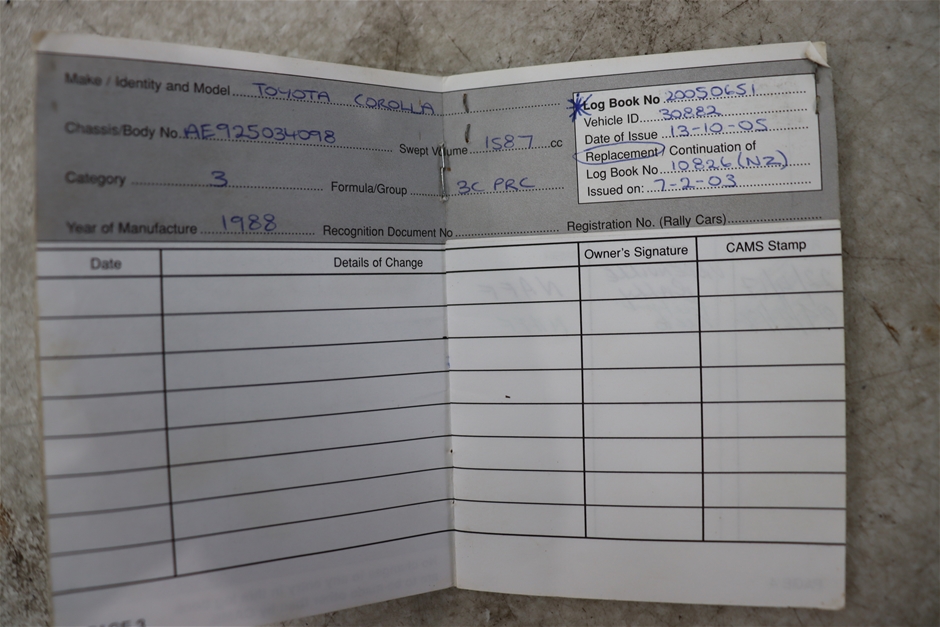 Make / Identity and Model TOYOTA COROLLA
Chassis/Body No. AE925034098
Swept Volume 1587 cc
Category 3
Formula/Group 3C PRC
Year of Manufacture 1988
Recognition Document No
Registration No. (Rally Cars)
Log Book No 20050651
Vehicle ID 30882
Date of Issue 13-10-05
Replacement / Continuation of
Log Book No 10826 (NZ)
Issued on: 7-2-03
Date Details of Change Owner's Signature CAMS Stamp